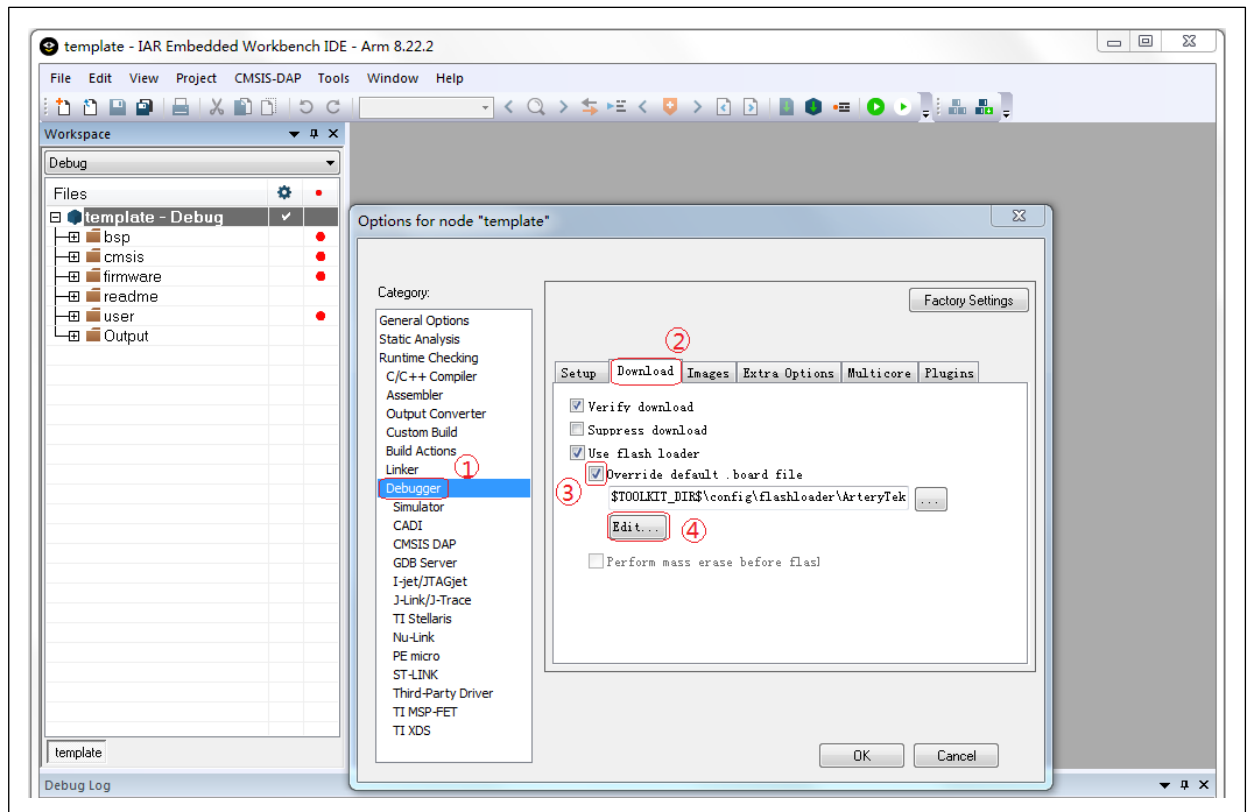 template - IAR Embedded Workbench IDE - Arm 8.22.2
File Edit View Project CMSIS-DAP Tools Window Help
Workspace
Debug
Files
template - Debug
bsp
cmsis
firmware
readme
user
Output
template
Debug Log
Options for node "template"
Category:
General Options
Static Analysis
Runtime Checking
C/C++ Compiler
Assembler
Output Converter
Custom Build
Build Actions
Linker
①
Debugger
Simulator
CADI
CMSIS DAP
GDB Server
I-jet/JTAGjet
J-Link/J-Trace
TI Stellaris
Nu-Link
PE micro
ST-LINK
Third-Party Driver
TI MSP-FET
TI XDS
Factory Settings
②
Setup Download Images Extra Options Multicore Plugins
Verify download
Suppress download
Use flash loader
③ Override default .board file
$TOOLKIT_DIR$\config\flashloader\ArteryTek ...
Edit... ④
Perform mass erase before flasl
OK Cancel